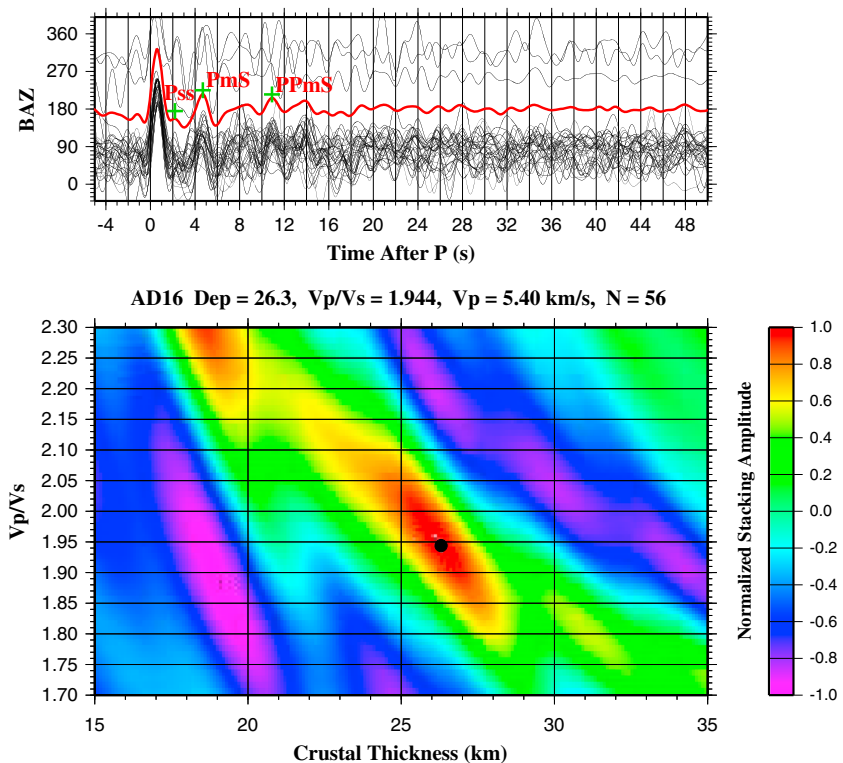 360
270
180
90
0
BAZ
Pss
PmS
PPmS
-4 0 4 8 12 16 20 24 28 32 36 40 44 48
Time After P (s)
AD16 Dep = 26.3, Vp/Vs = 1.944, Vp = 5.40 km/s, N = 56
2.30
2.25
2.20
2.15
2.10
2.05
2.00
1.95
1.90
1.85
1.80
1.75
1.70
Vp/Vs
15 20 25 30 35
Crustal Thickness (km)
Normalized Stacking Amplitude
1.0
0.8
0.6
0.4
0.2
0.0
-0.2
-0.4
-0.6
-0.8
-1.0